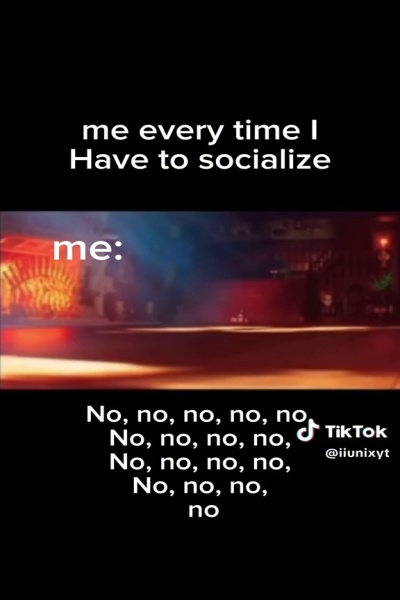 me every time I
Have to socialize
me:
No, no, no, no, no,
No, no, no, no,
No, no, no, no,
No, no, no,
no
TikTok
@iiunixyt